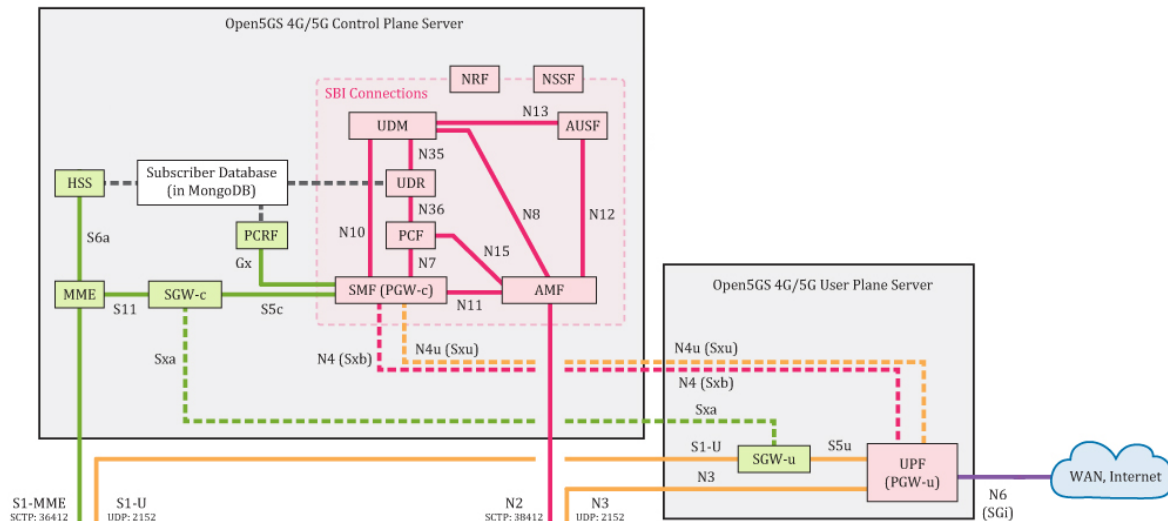 Open5GS 4G/5G Control Plane Server
NRF
NSSF
SBI Connections
N13
UDM
AUSF
N35
Subscriber Database
(in MongoDB)
HSS
UDR
N36
N8
N12
PCRF
PCF
S6a
N10
N15
Gx
N7
MME
SGW-c
SMF (PGW-c)
AMF
S11
S5c
N11
Open5GS 4G/5G User Plane Server
Sxa
N4 (Sxb)
N4u (Sxu)
N4u (Sxu)
N4 (Sxb)
Sxa
S1-U
S5u
SGW-u
UPF
(PGW-u)
N3
WAN, Internet
N6
(SGi)
S1-MME
SCTP: 36412
S1-U
UDP: 2152
N2
SCTP: 38412
N3
UDP: 2152